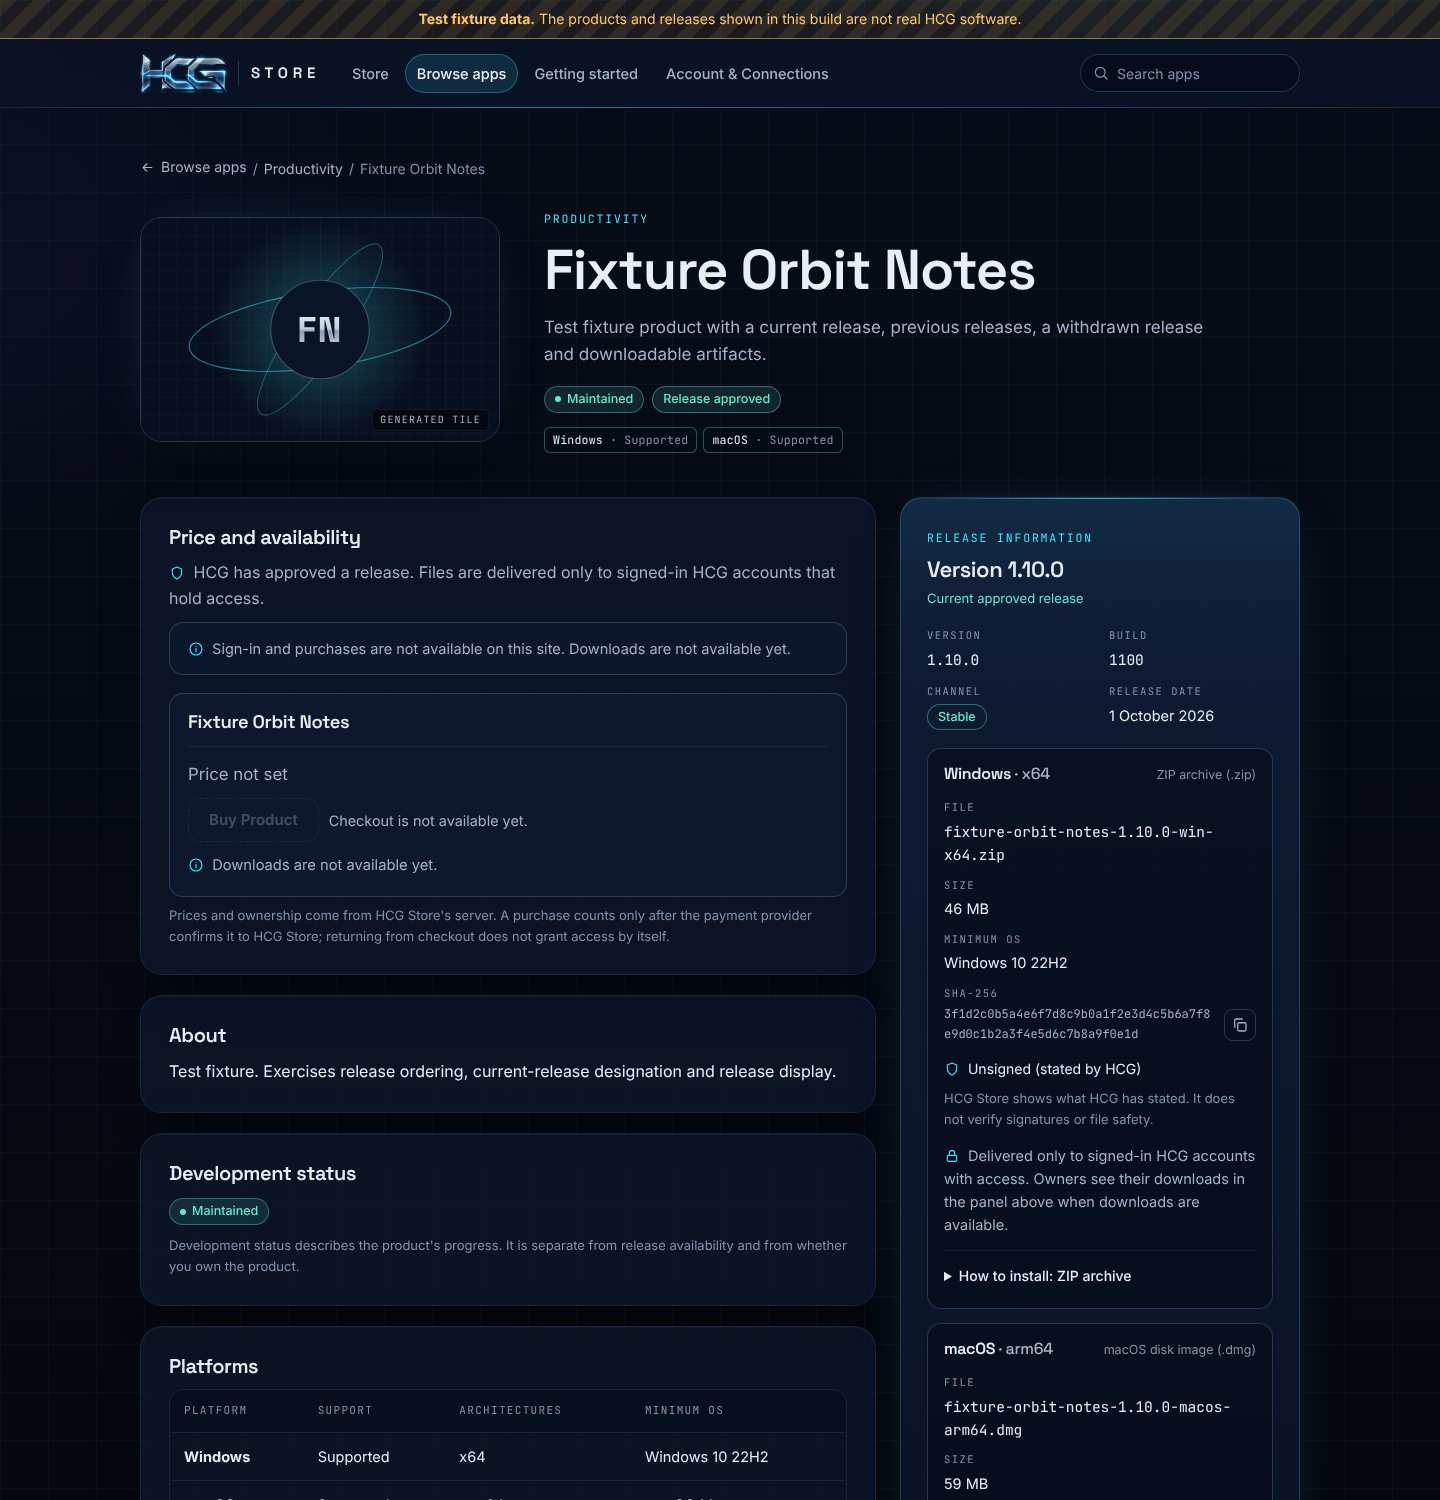 Test fixture data. The products and releases shown in this build are not real HCG software.
HCG STORE Store Browse apps Getting started Account & Connections Search apps
← Browse apps / Productivity / Fixture Orbit Notes
FN
GENERATED TILE
PRODUCTIVITY
Fixture Orbit Notes
Test fixture product with a current release, previous releases, a withdrawn release
and downloadable artifacts.
Maintained Release approved
Windows · Supported macOS · Supported
Price and availability
HCG has approved a release. Files are delivered only to signed-in HCG accounts that
hold access.
Sign-in and purchases are not available on this site. Downloads are not available yet.
Fixture Orbit Notes
Price not set
Buy Product Checkout is not available yet.
Downloads are not available yet.
Prices and ownership come from HCG Store's server. A purchase counts only after the payment provider
confirms it to HCG Store; returning from checkout does not grant access by itself.
About
Test fixture. Exercises release ordering, current-release designation and release display.
Development status
Maintained
Development status describes the product's progress. It is separate from release availability and from whether
you own the product.
Platforms
PLATFORM SUPPORT ARCHITECTURES MINIMUM OS
Windows Supported x64 Windows 10 22H2
RELEASE INFORMATION
Version 1.10.0
Current approved release
VERSION BUILD
1.10.0 1100
CHANNEL RELEASE DATE
Stable 1 October 2026
Windows · x64 ZIP archive (.zip)
FILE
fixture-orbit-notes-1.10.0-win-
x64.zip
SIZE
46 MB
MINIMUM OS
Windows 10 22H2
SHA-256
3f1d2c0b5a4e6f7d8c9b0a1f2e3d4c5b6a7f8
e9d0c1b2a3f4e5d6c7b8a9f0e1d
Unsigned (stated by HCG)
HCG Store shows what HCG has stated. It does
not verify signatures or file safety.
Delivered only to signed-in HCG accounts
with access. Owners see their downloads in
the panel above when downloads are
available.
How to install: ZIP archive
macOS · arm64 macOS disk image (.dmg)
FILE
fixture-orbit-notes-1.10.0-macos-
arm64.dmg
SIZE
59 MB